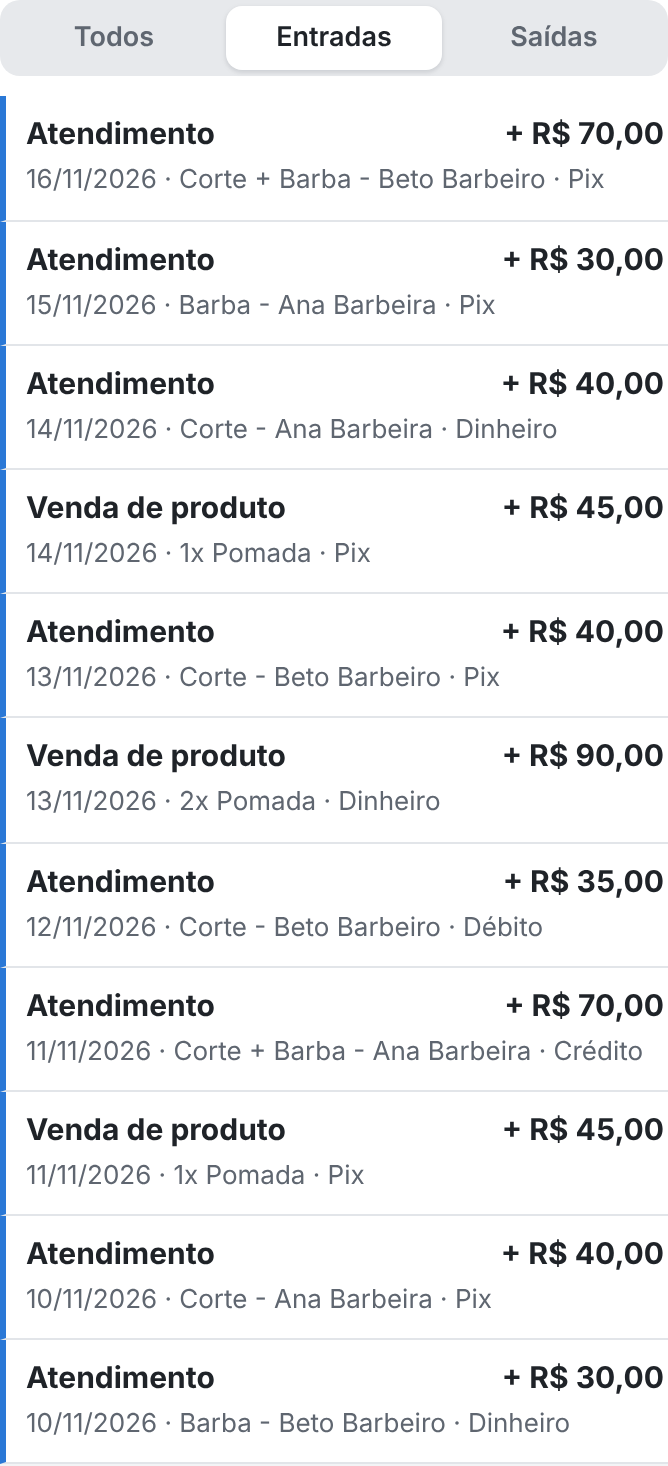 Todos Entradas Saídas
Atendimento + R$ 70,00
16/11/2026 · Corte + Barba - Beto Barbeiro · Pix
Atendimento + R$ 30,00
15/11/2026 · Barba - Ana Barbeira · Pix
Atendimento + R$ 40,00
14/11/2026 · Corte - Ana Barbeira · Dinheiro
Venda de produto + R$ 45,00
14/11/2026 · 1x Pomada · Pix
Atendimento + R$ 40,00
13/11/2026 · Corte - Beto Barbeiro · Pix
Venda de produto + R$ 90,00
13/11/2026 · 2x Pomada · Dinheiro
Atendimento + R$ 35,00
12/11/2026 · Corte - Beto Barbeiro · Débito
Atendimento + R$ 70,00
11/11/2026 · Corte + Barba - Ana Barbeira · Crédito
Venda de produto + R$ 45,00
11/11/2026 · 1x Pomada · Pix
Atendimento + R$ 40,00
10/11/2026 · Corte - Ana Barbeira · Pix
Atendimento + R$ 30,00
10/11/2026 · Barba - Beto Barbeiro · Dinheiro